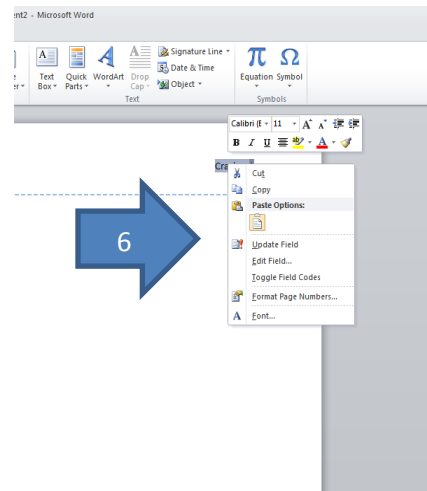 ent2 - Microsoft Word
Signature Line
Date & Time
Object
Text Box
Quick Parts
WordArt
Drop Cap
Equation
Symbol
Text
Symbols
Calibri (E
11
A A
B I U
A
Cut
Copy
Paste Options:
Update Field
Edit Field...
Toggle Field Codes
Format Page Numbers...
A Font...
6